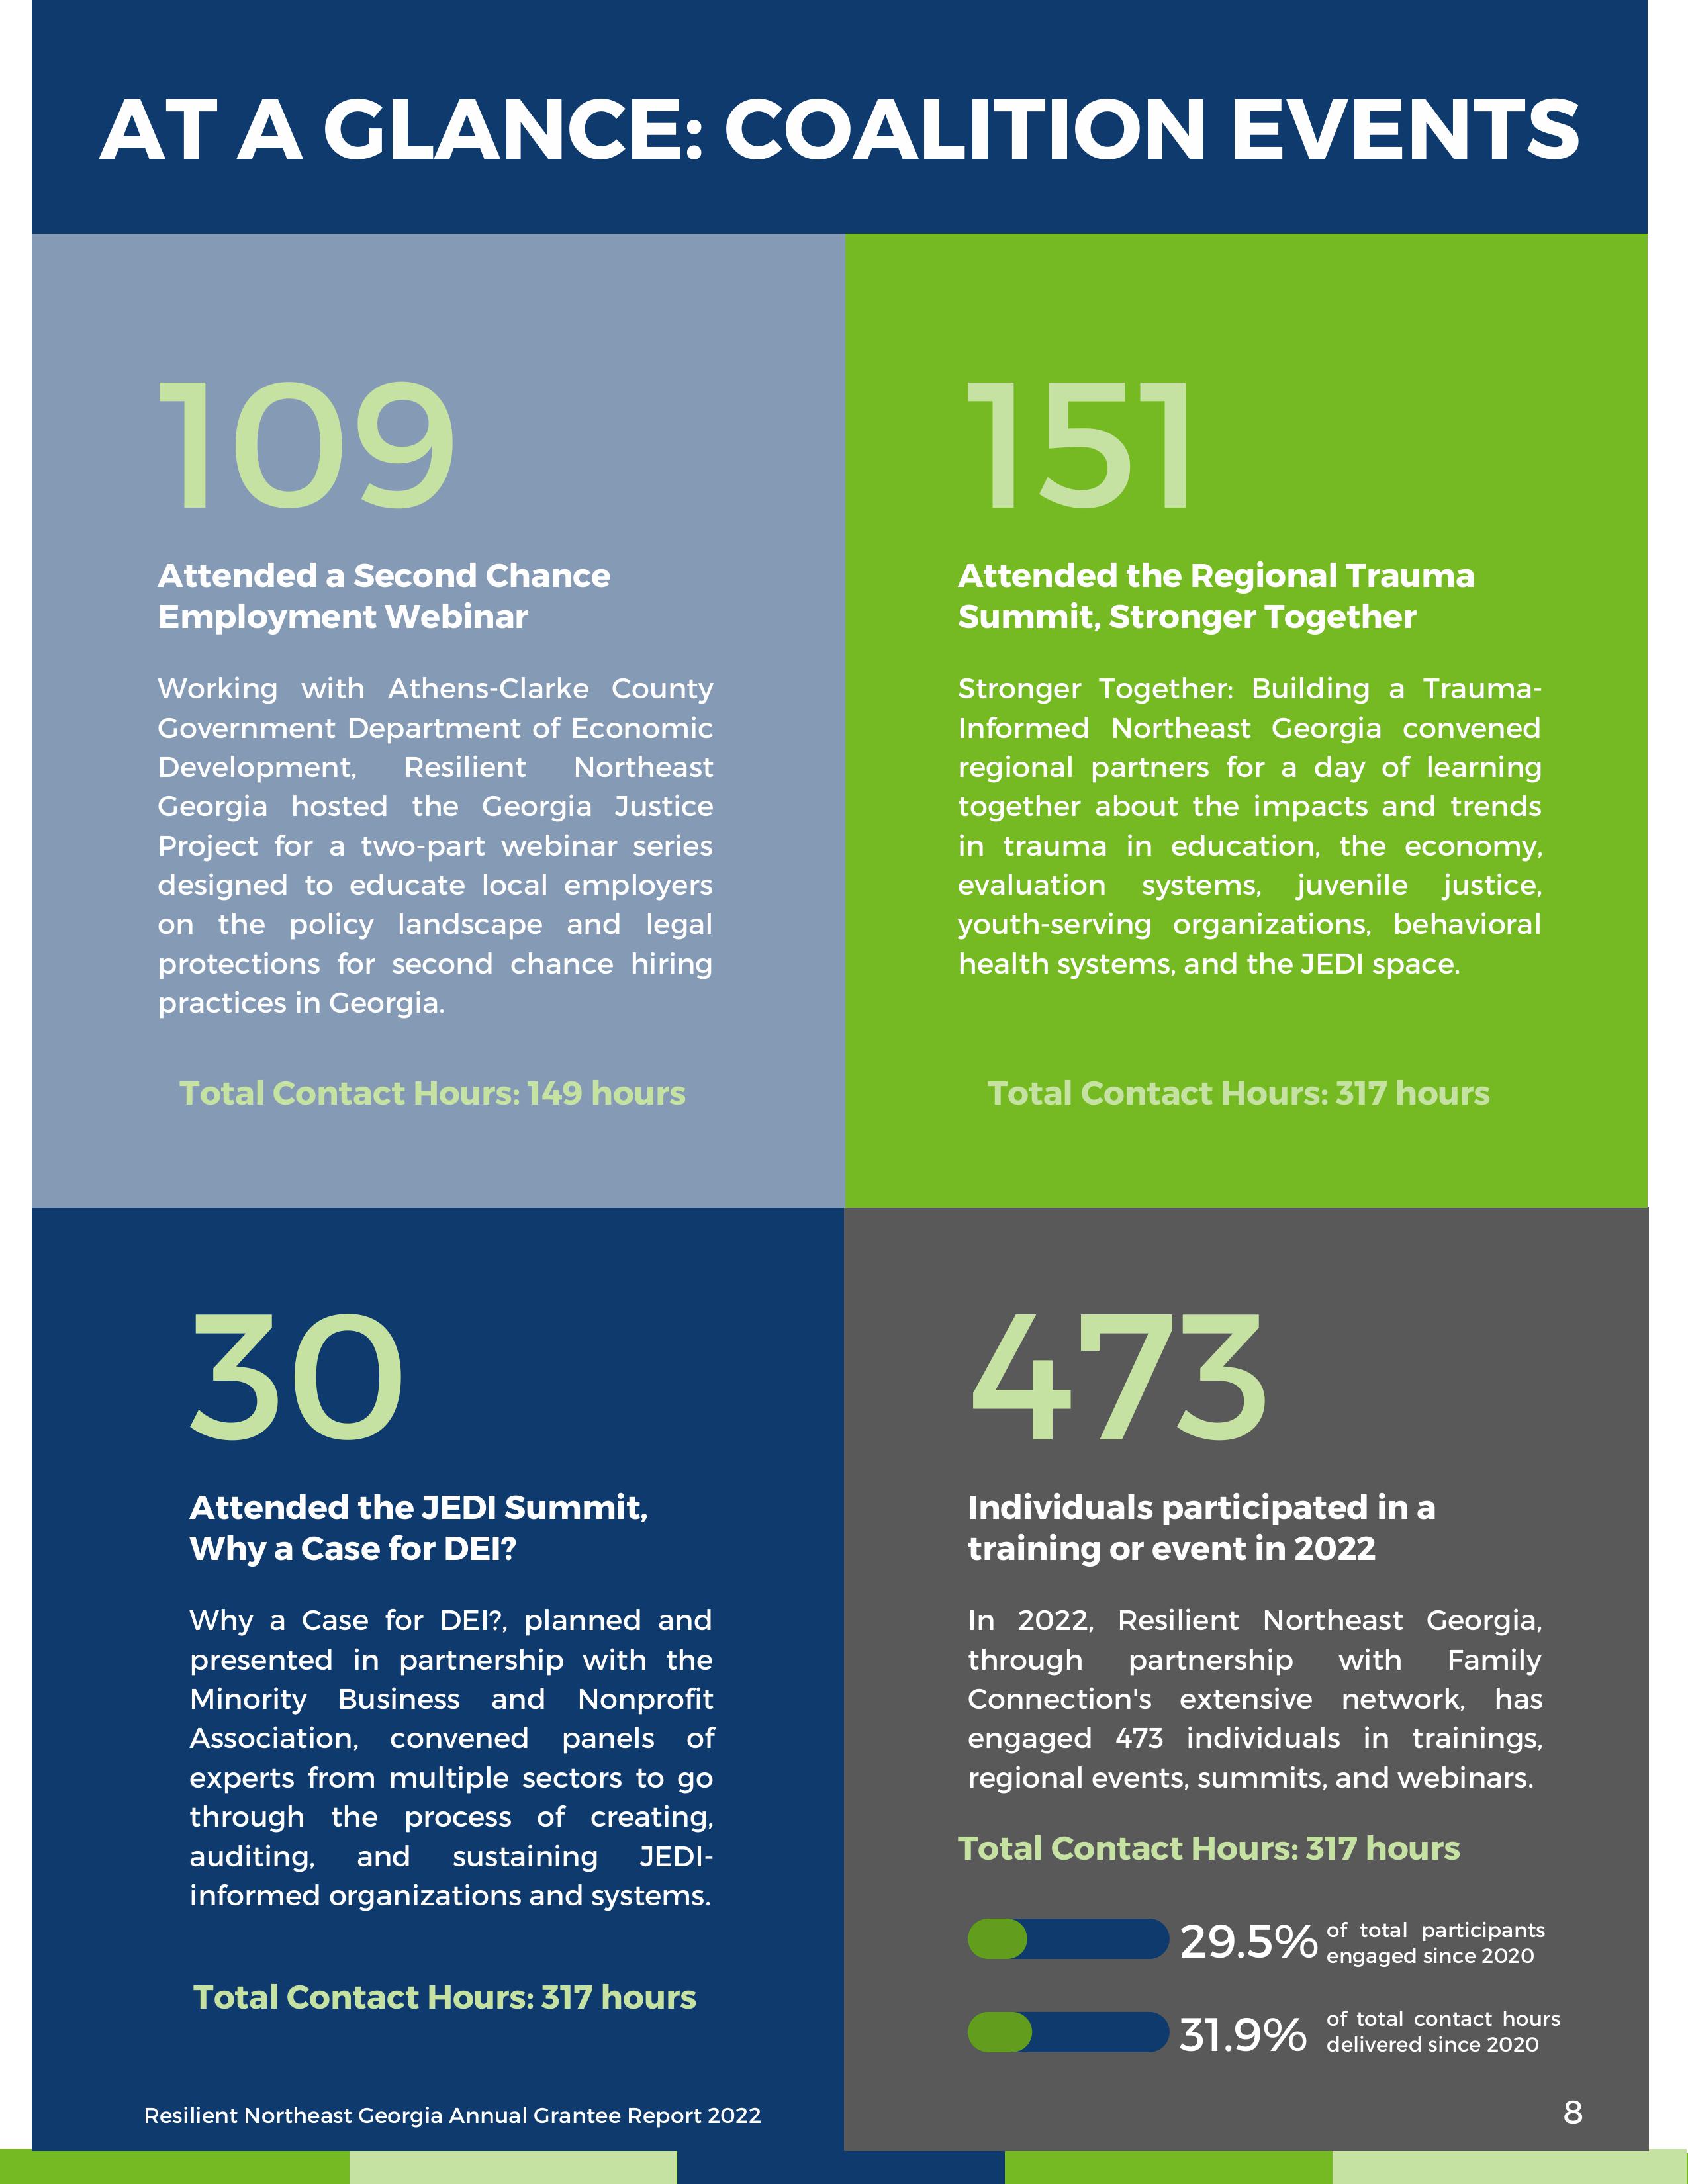 AT A GLANCE: COALITION EVENTS
109
Attended a Second Chance
Employment Webinar
Working with Athens-Clarke County
Government Department of Economic
Development, Resilient Northeast
Georgia hosted the Georgia Justice
Project for a two-part webinar series
designed to educate local employers
on the policy landscape and legal
protections for second chance hiring
practices in Georgia.
Total Contact Hours: 149 hours
151
Attended the Regional Trauma
Summit, Stronger Together
Stronger Together: Building a Trauma-
Informed Northeast Georgia convened
regional partners for a day of learning
together about the impacts and trends
in trauma in education, the economy,
evaluation systems, juvenile justice,
youth-serving organizations, behavioral
health systems, and the JEDI space.
Total Contact Hours: 317 hours
30
Attended the JEDI Summit,
Why a Case for DEI?
Why a Case for DEI?, planned and
presented in partnership with the
Minority Business and Nonprofit
Association, convened panels of
experts from multiple sectors to go
through the process of creating,
auditing, and sustaining JEDI-
informed organizations and systems.
Total Contact Hours: 317 hours
473
Individuals participated in a
training or event in 2022
In 2022, Resilient Northeast Georgia,
through partnership with Family
Connection's extensive network, has
engaged 473 individuals in trainings,
regional events, summits, and webinars.
Total Contact Hours: 317 hours
29.5% of total participants
engaged since 2020
31.9% of total contact hours
delivered since 2020
Resilient Northeast Georgia Annual Grantee Report 2022
8